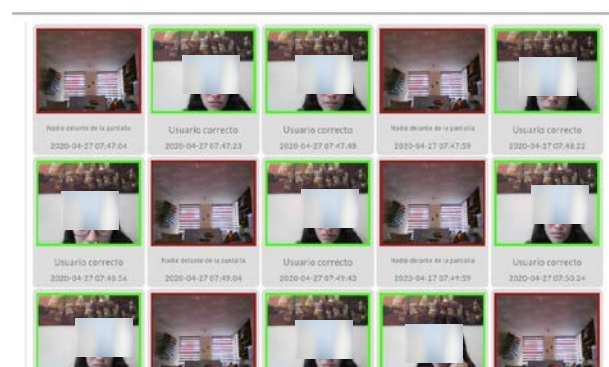 Nadie delante de la pantalla
Usuario correcto
Usuario correcto
Nadie delante de la pantalla
Usuario correcto
2020-04-27 07:47:04
2020-04-27 07:47:23
2020-04-27 07:47:48
2020-04-27 07:47:59
2020-04-27 07:48:22
Usuario correcto
Nadie delante de la pantalla
Usuario correcto
Nadie delante de la pantalla
Usuario correcto
2020-04-27
2020-04-27 07:49:04
2020-04-27 07:49:43
2020-04-27 07:49:59
2020-04-27 07:50:24